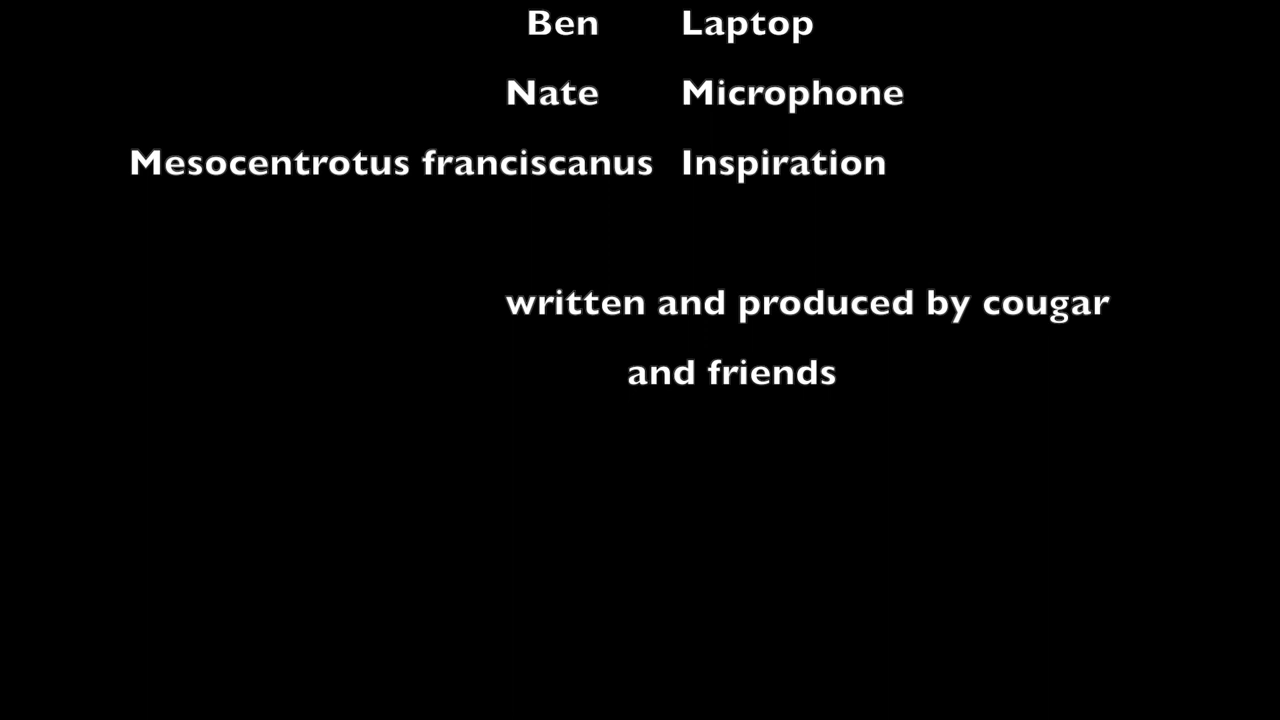 Ben Laptop
Nate Microphone
Mesocentrotus franciscanus Inspiration
written and produced by cougar
and friends